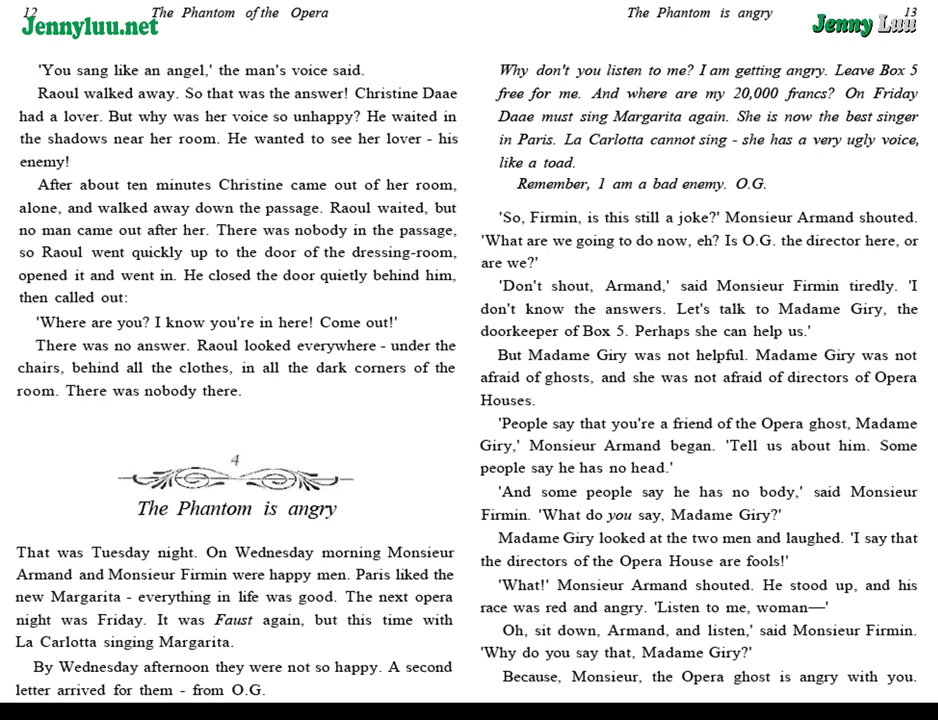 12
The Phantom of the Opera
Jennyluu.net
'You sang like an angel,' the man's voice said.
Raoul walked away. So that was the answer! Christine Daae
had a lover. But why was her voice so unhappy? He waited in
the shadows near her room. He wanted to see her lover - his
enemy!
After about ten minutes Christine came out of her room,
alone, and walked away down the passage. Raoul waited, but
no man came out after her. There was nobody in the passage,
so Raoul went quickly up to the door of the dressing-room,
opened it and went in. He closed the door quietly behind him,
then called out:
'Where are you? I know you're in here! Come out!'
There was no answer. Raoul looked everywhere - under the
chairs, behind all the clothes, in all the dark corners of the
room. There was nobody there.
4
The Phantom is angry
That was Tuesday night. On Wednesday morning Monsieur
Armand and Monsieur Firmin were happy men. Paris liked the
new Margarita - everything in life was good. The next opera
night was Friday. It was Faust again, but this time with
La Carlotta singing Margarita.
By Wednesday afternoon they were not so happy. A second
letter arrived for them - from O.G.
The Phantom is angry
13
Jenny Luu
Why don't you listen to me? I am getting angry. Leave Box 5
free for me. And where are my 20,000 francs? On Friday
Daae must sing Margarita again. She is now the best singer
in Paris. La Carlotta cannot sing - she has a very ugly voice,
like a toad.
Remember, 1 am a bad enemy. O.G.
'So, Firmin, is this still a joke?' Monsieur Armand shouted.
'What are we going to do now, eh? Is O.G. the director here, or
are we?'
'Don't shout, Armand,' said Monsieur Firmin tiredly. 'I
don't know the answers. Let's talk to Madame Giry, the
doorkeeper of Box 5. Perhaps she can help us.'
But Madame Giry was not helpful. Madame Giry was not
afraid of ghosts, and she was not afraid of directors of Opera
Houses.
'People say that you're a friend of the Opera ghost, Madame
Giry,' Monsieur Armand began. 'Tell us about him. Some
people say he has no head.'
'And some people say he has no body,' said Monsieur
Firmin. 'What do you say, Madame Giry?'
Madame Giry looked at the two men and laughed. 'I say that
the directors of the Opera House are fools!'
'What!' Monsieur Armand shouted. He stood up, and his
race was red and angry. 'Listen to me, woman—'
Oh, sit down, Armand, and listen,' said Monsieur Firmin.
'Why do you say that, Madame Giry?'
Because, Monsieur, the Opera ghost is angry with you.